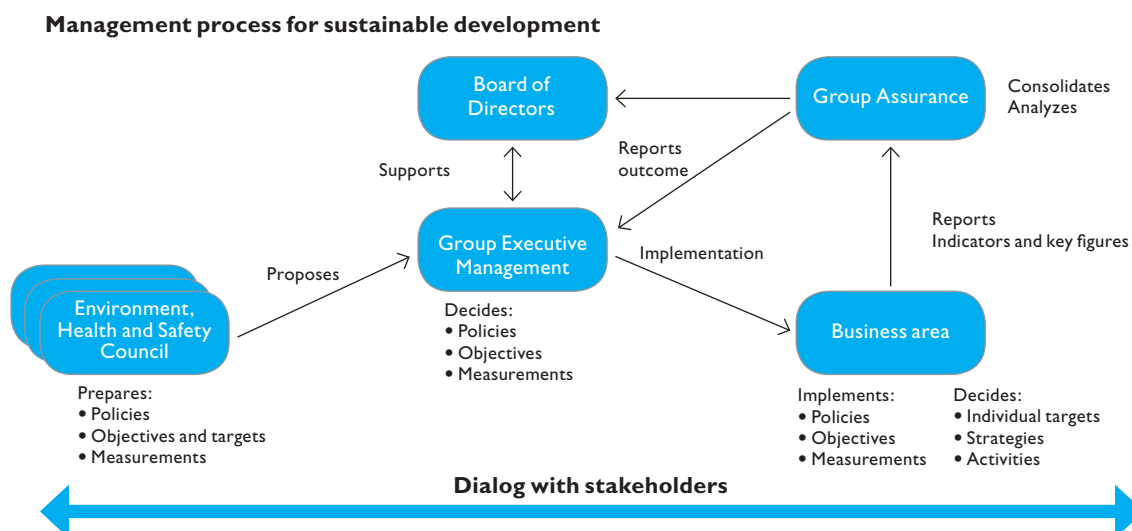 Management process for sustainable development
Board of
Directors
Group Assurance
Consolidates
Analyzes
Supports
Reports
outcome
Reports
Indicators and key figures
Group Executive
Management
Implementation
Proposes
Environment,
Health and Safety
Council
Decides:
• Policies
• Objectives
• Measurements
Business area
Prepares:
• Policies
• Objectives and targets
• Measurements
Implements:
• Policies
• Objectives
• Measurements
Decides:
• Individual targets
• Strategies
• Activities
Dialog with stakeholders